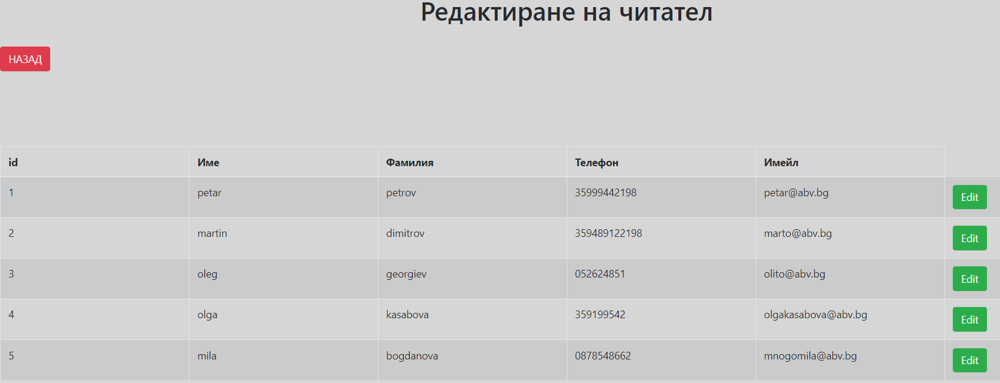 Редактиране на читател
НАЗАД
id Име Фамилия Телефон Имейл
1 petar petrov 35999442198 petar@abv.bg Edit
2 martin dimitrov 359489122198 marto@abv.bg Edit
3 oleg georgiev 052624851 olito@abv.bg Edit
4 olga kasabova 359199542 olgakasabova@abv.bg Edit
5 mila bogdanova 0878548662 mnogomila@abv.bg Edit